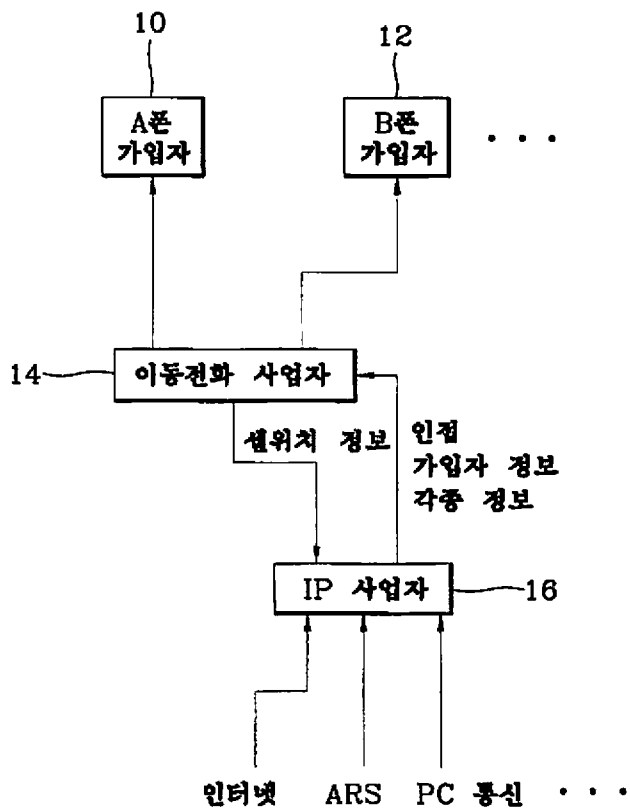 10
12
A폰
가입자
B폰
가입자
· · ·
14
이동전화 사업자
셀위치 정보
인접
가입자 정보
각종 정보
IP 사업자
16
인터넷
ARS
PC 통신
· · ·